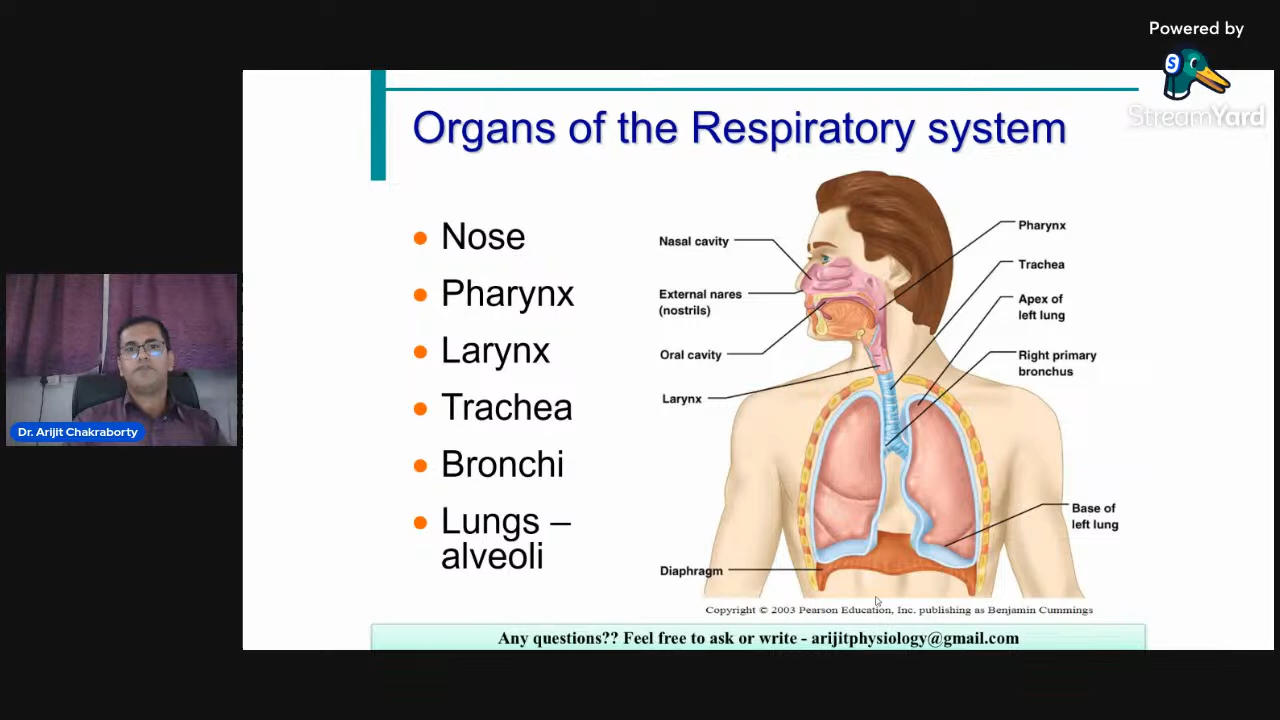 Powered by
S
StreamYard
Organs of the Respiratory system
Nose
Pharynx
Larynx
Trachea
Bronchi
Lungs –
alveoli
Nasal cavity
External nares
(nostrils)
Oral cavity
Larynx
Diaphragm
Pharynx
Trachea
Apex of
left lung
Right primary
bronchus
Base of
left lung
Copyright © 2003 Pearson Education, Inc. publishing as Benjamin Cummings
Any questions?? Feel free to ask or write - arijitphysiology@gmail.com
Dr. Arijit Chakraborty